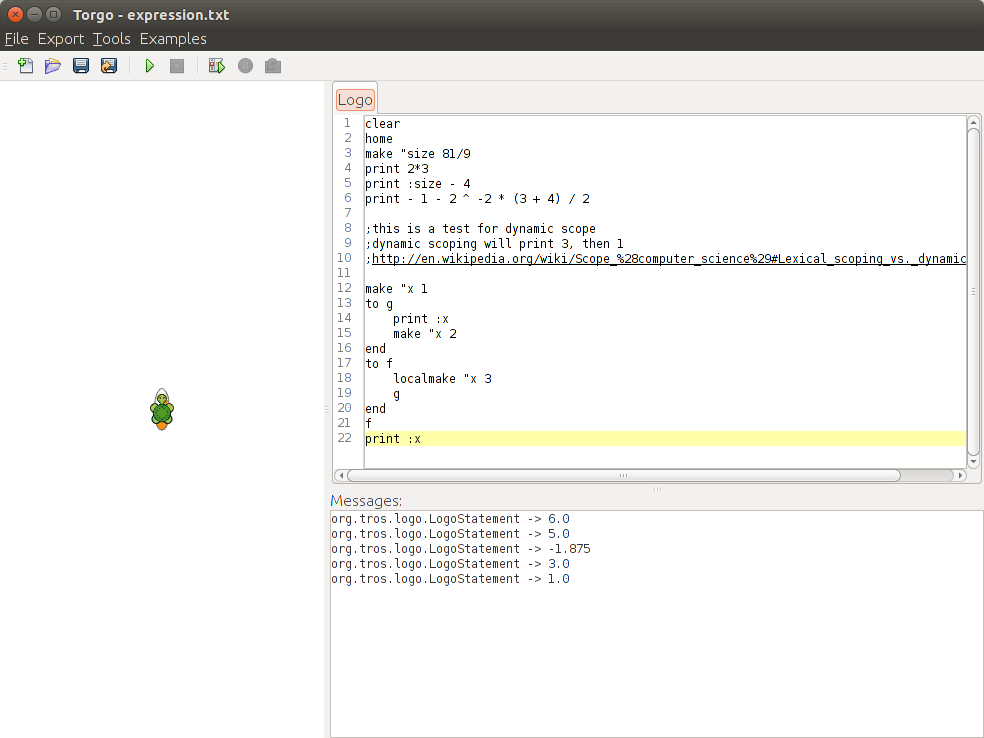 Torgo - expression.txt
File Export Tools Examples
Logo
1 clear
2 home
3 make "size 81/9
4 print 2*3
5 print :size - 4
6 print - 1 - 2 ^ -2 * (3 + 4) / 2
7
8 ;this is a test for dynamic scope
9 ;dynamic scoping will print 3, then 1
10 ;http://en.wikipedia.org/wiki/Scope_%28computer_science%29#Lexical_scoping_vs._dynamic
11
12 make "x 1
13 to g
14     print :x
15     make "x 2
16 end
17 to f
18     localmake "x 3
19     g
20 end
21 f
22 print :x
Messages:
org.tros.logo.LogoStatement -> 6.0
org.tros.logo.LogoStatement -> 5.0
org.tros.logo.LogoStatement -> -1.875
org.tros.logo.LogoStatement -> 3.0
org.tros.logo.LogoStatement -> 1.0